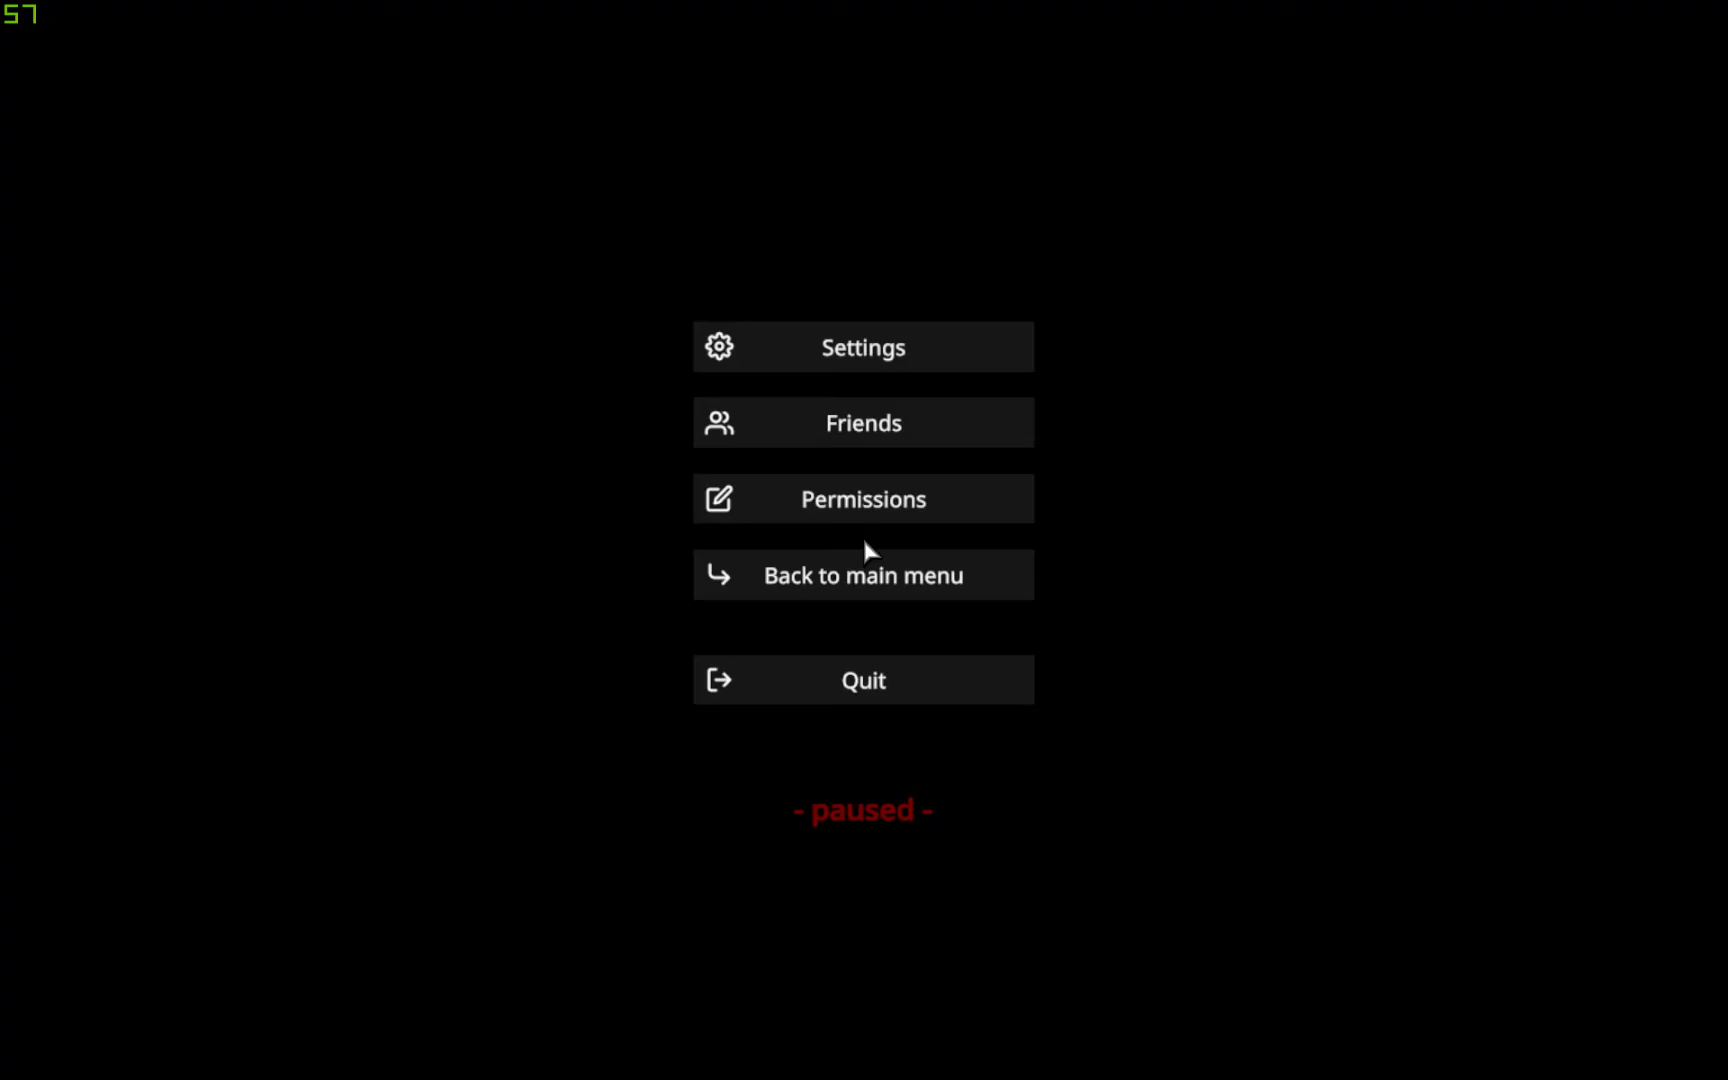 57
Settings
Friends
Permissions
Back to main menu
Quit
- paused -